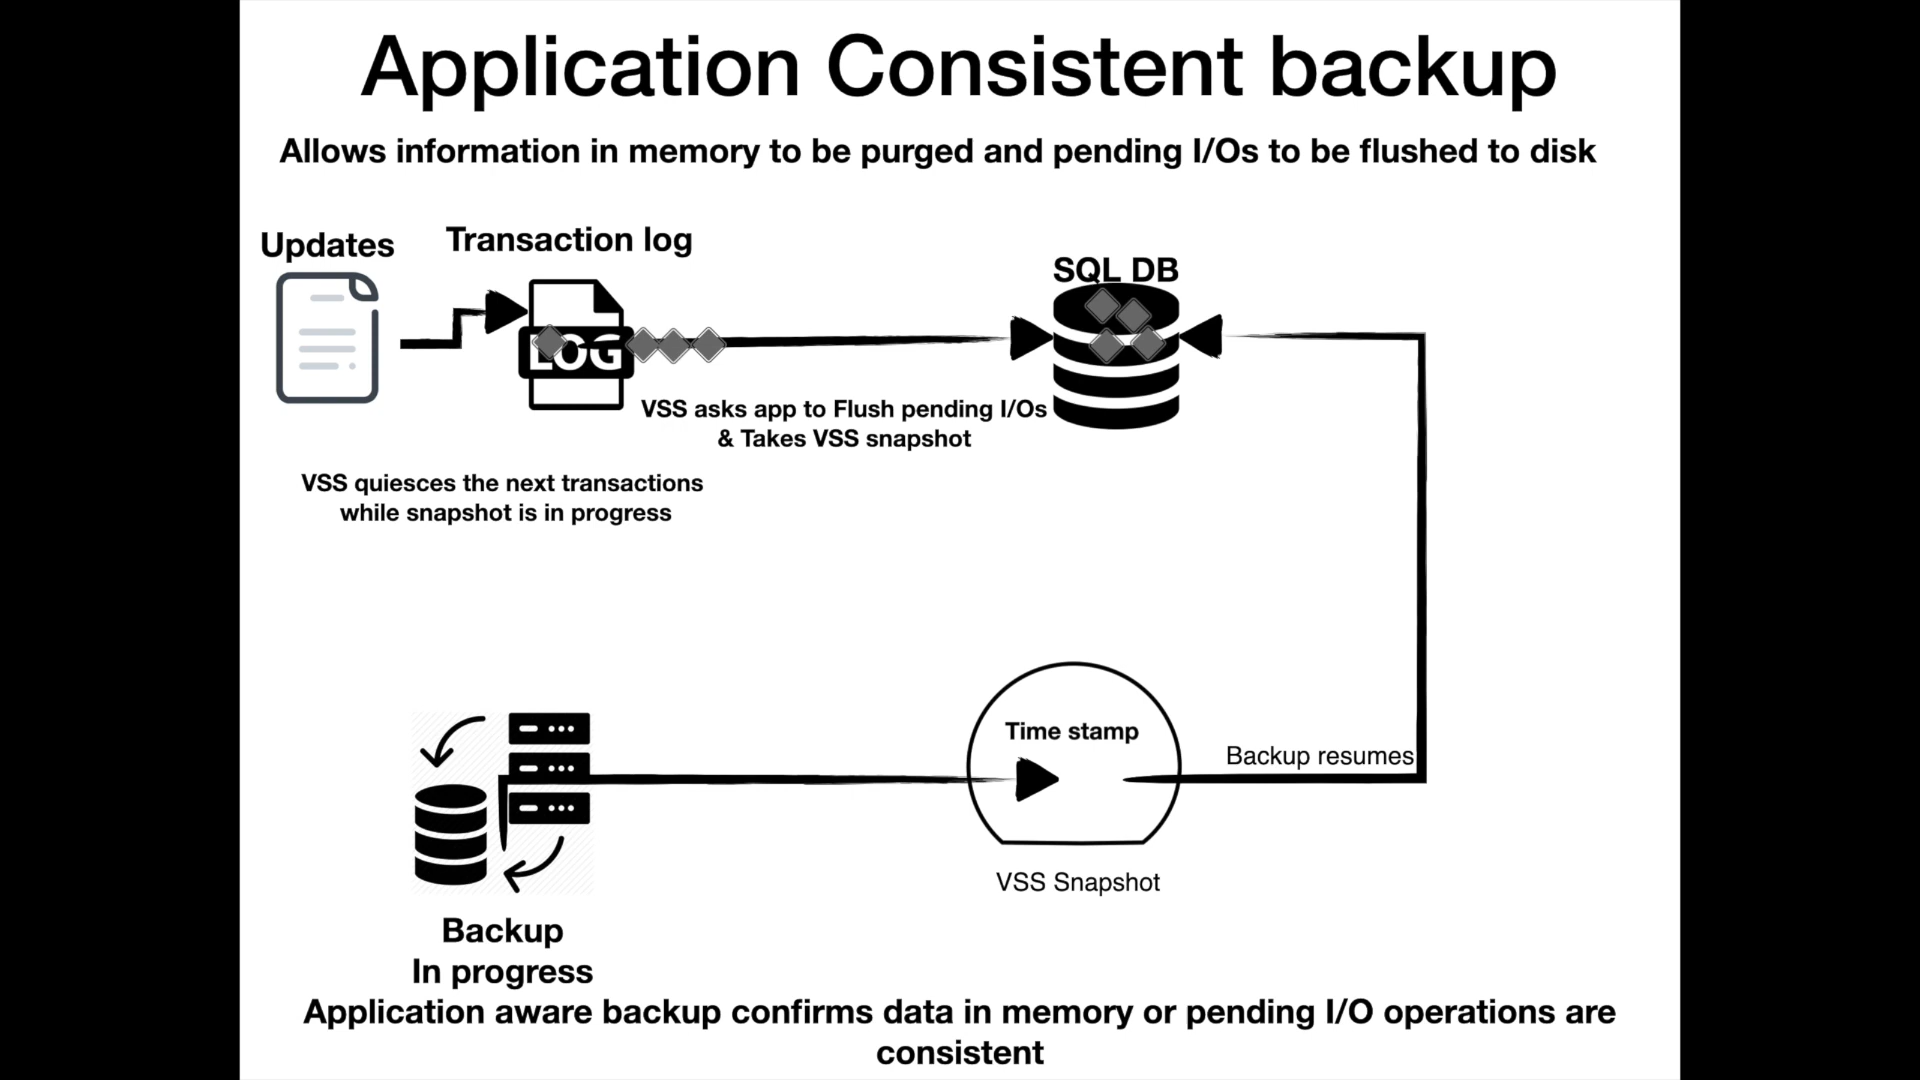 Application Consistent backup
Allows information in memory to be purged and pending I/Os to be flushed to disk
Updates
Transaction log
SQL DB
LOG
VSS asks app to Flush pending I/Os
& Takes VSS snapshot
VSS quiesces the next transactions
while snapshot is in progress
Time stamp
Backup resumes
VSS Snapshot
Backup
In progress
Application aware backup confirms data in memory or pending I/O operations are
consistent